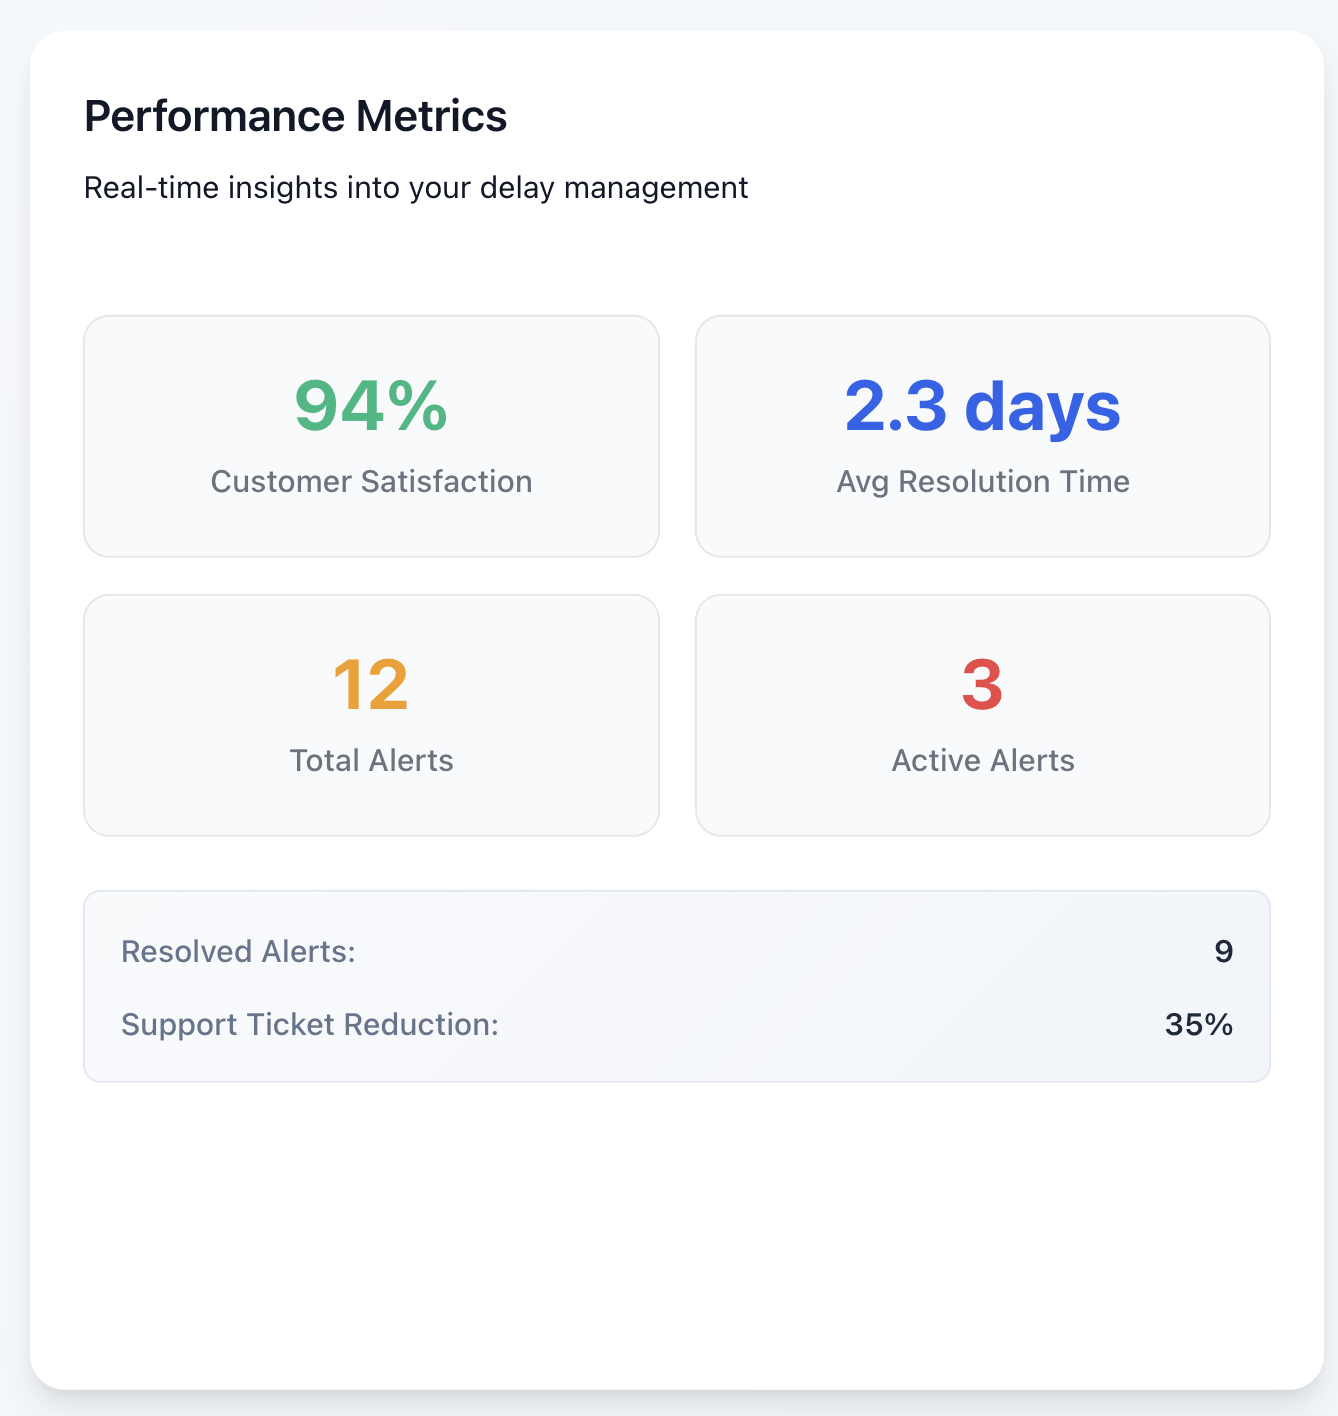 Performance Metrics
Real-time insights into your delay management
94%
Customer Satisfaction
2.3 days
Avg Resolution Time
12
Total Alerts
3
Active Alerts
Resolved Alerts: 9
Support Ticket Reduction: 35%